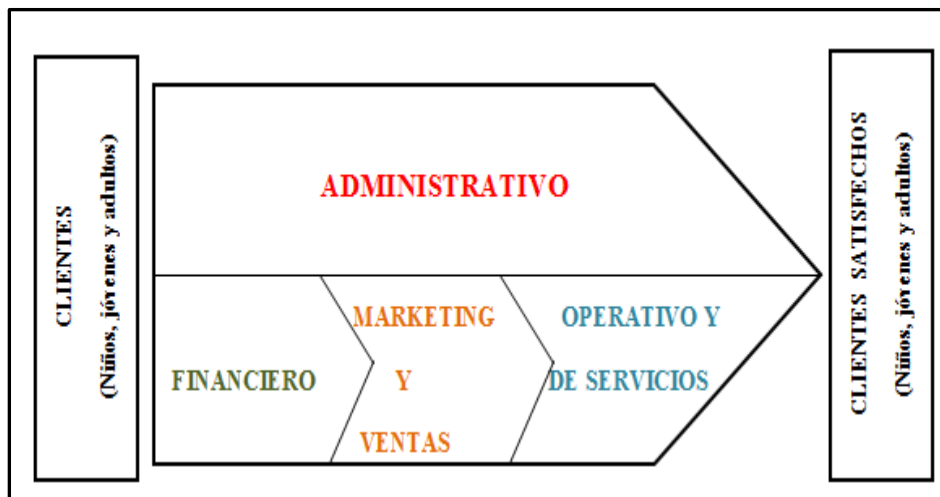 CLIENTES
(Niños, jóvenes y adultos)
ADMINISTRATIVO
FINANCIERO
MARKETING
Y
VENTAS
OPERATIVO Y
DE SERVICIOS
CLIENTES SATISFECHOS
(Niños, jóvenes y adultos)